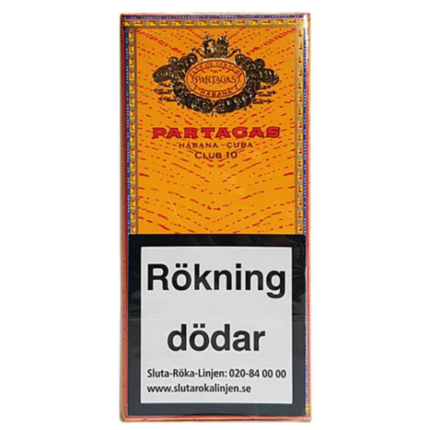 PARTAGAS
HABANA
PARTAGAS
HABANA - CUBA
CLUB 10
Rökning
dödar
Sluta-Röka-Linjen: 020-84 00 00
www.slutarokalinjen.se